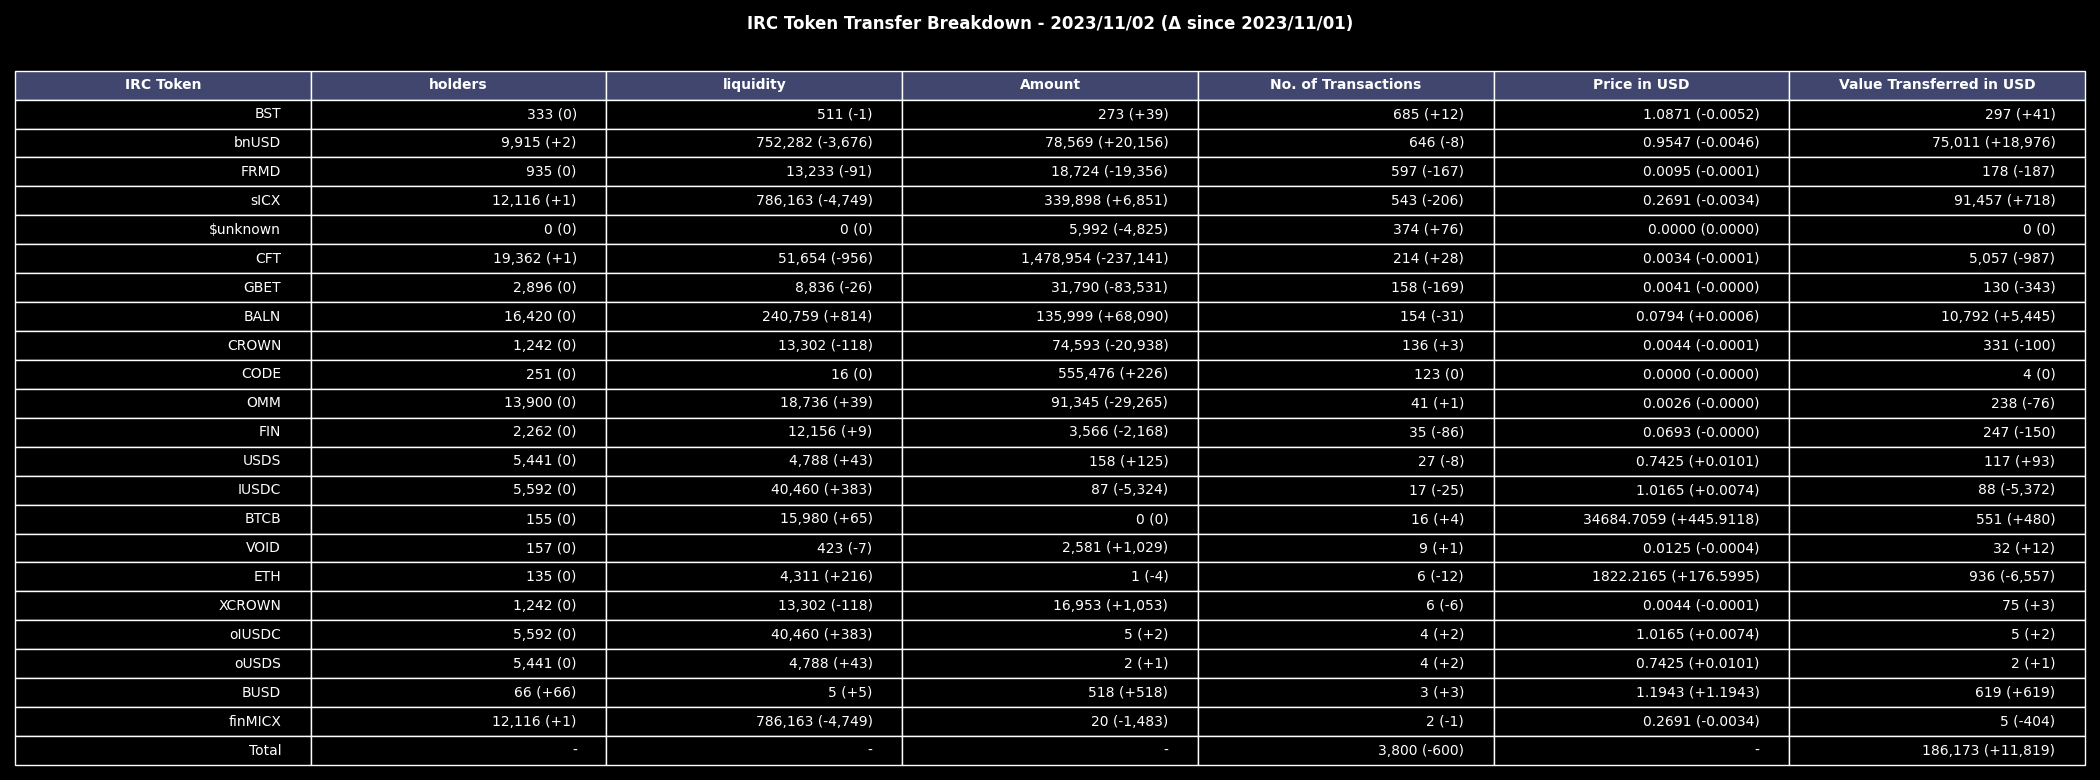 IRC Token Transfer Breakdown - 2023/11/02 (Δ since 2023/11/01)
IRC Token holders liquidity Amount No. of Transactions Price in USD Value Transferred in USD
BST 333 (0) 511 (-1) 273 (+39) 685 (+12) 1.0871 (-0.0052) 297 (+41)
bnUSD 9,915 (+2) 752,282 (-3,676) 78,569 (+20,156) 646 (-8) 0.9547 (-0.0046) 75,011 (+18,976)
FRMD 935 (0) 13,233 (-91) 18,724 (-19,356) 597 (-167) 0.0095 (-0.0001) 178 (-187)
sICX 12,116 (+1) 786,163 (-4,749) 339,898 (+6,851) 543 (-206) 0.2691 (-0.0034) 91,457 (+718)
$unknown 0 (0) 0 (0) 5,992 (-4,825) 374 (+76) 0.0000 (0.0000) 0 (0)
CFT 19,362 (+1) 51,654 (-956) 1,478,954 (-237,141) 214 (+28) 0.0034 (-0.0001) 5,057 (-987)
GBET 2,896 (0) 8,836 (-26) 31,790 (-83,531) 158 (-169) 0.0041 (-0.0000) 130 (-343)
BALN 16,420 (0) 240,759 (+814) 135,999 (+68,090) 154 (-31) 0.0794 (+0.0006) 10,792 (+5,445)
CROWN 1,242 (0) 13,302 (-118) 74,593 (-20,938) 136 (+3) 0.0044 (-0.0001) 331 (-100)
CODE 251 (0) 16 (0) 555,476 (+226) 123 (0) 0.0000 (-0.0000) 4 (0)
OMM 13,900 (0) 18,736 (+39) 91,345 (-29,265) 41 (+1) 0.0026 (-0.0000) 238 (-76)
FIN 2,262 (0) 12,156 (+9) 3,566 (-2,168) 35 (-86) 0.0693 (-0.0000) 247 (-150)
USDS 5,441 (0) 4,788 (+43) 158 (+125) 27 (-8) 0.7425 (+0.0101) 117 (+93)
IUSDC 5,592 (0) 40,460 (+383) 87 (-5,324) 17 (-25) 1.0165 (+0.0074) 88 (-5,372)
BTCB 155 (0) 15,980 (+65) 0 (0) 16 (+4) 34684.7059 (+445.9118) 551 (+480)
VOID 157 (0) 423 (-7) 2,581 (+1,029) 9 (+1) 0.0125 (-0.0004) 32 (+12)
ETH 135 (0) 4,311 (+216) 1 (-4) 6 (-12) 1822.2165 (+176.5995) 936 (-6,557)
XCROWN 1,242 (0) 13,302 (-118) 16,953 (+1,053) 6 (-6) 0.0044 (-0.0001) 75 (+3)
oIUSDC 5,592 (0) 40,460 (+383) 5 (+2) 4 (+2) 1.0165 (+0.0074) 5 (+2)
oUSDS 5,441 (0) 4,788 (+43) 2 (+1) 4 (+2) 0.7425 (+0.0101) 2 (+1)
BUSD 66 (+66) 5 (+5) 518 (+518) 3 (+3) 1.1943 (+1.1943) 619 (+619)
finMICX 12,116 (+1) 786,163 (-4,749) 20 (-1,483) 2 (-1) 0.2691 (-0.0034) 5 (-404)
Total - - - 3,800 (-600) - 186,173 (+11,819)